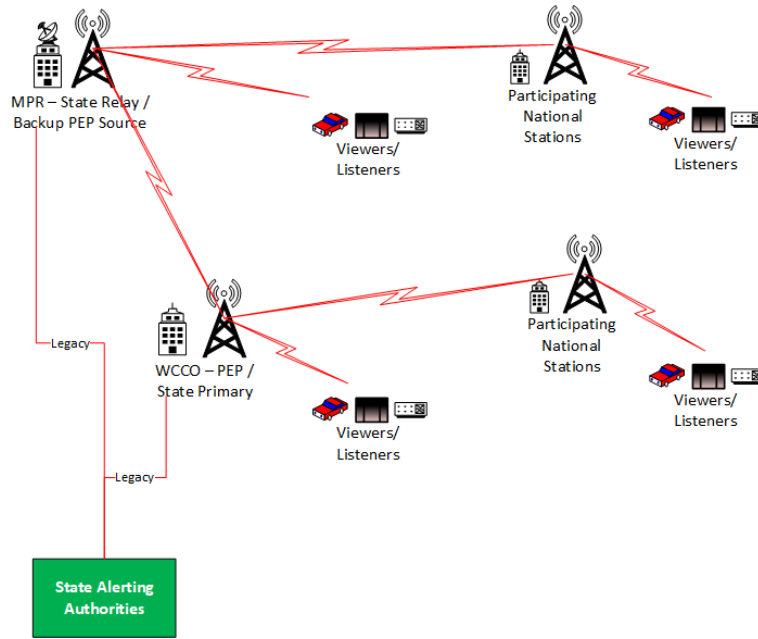 MPR – State Relay /
Backup PEP Source
Participating
National
Stations
Viewers/
Listeners
Viewers/
Listeners
WCCO – PEP /
State Primary
Participating
National
Stations
Viewers/
Listeners
Viewers/
Listeners
Legacy
Legacy
State Alerting
Authorities